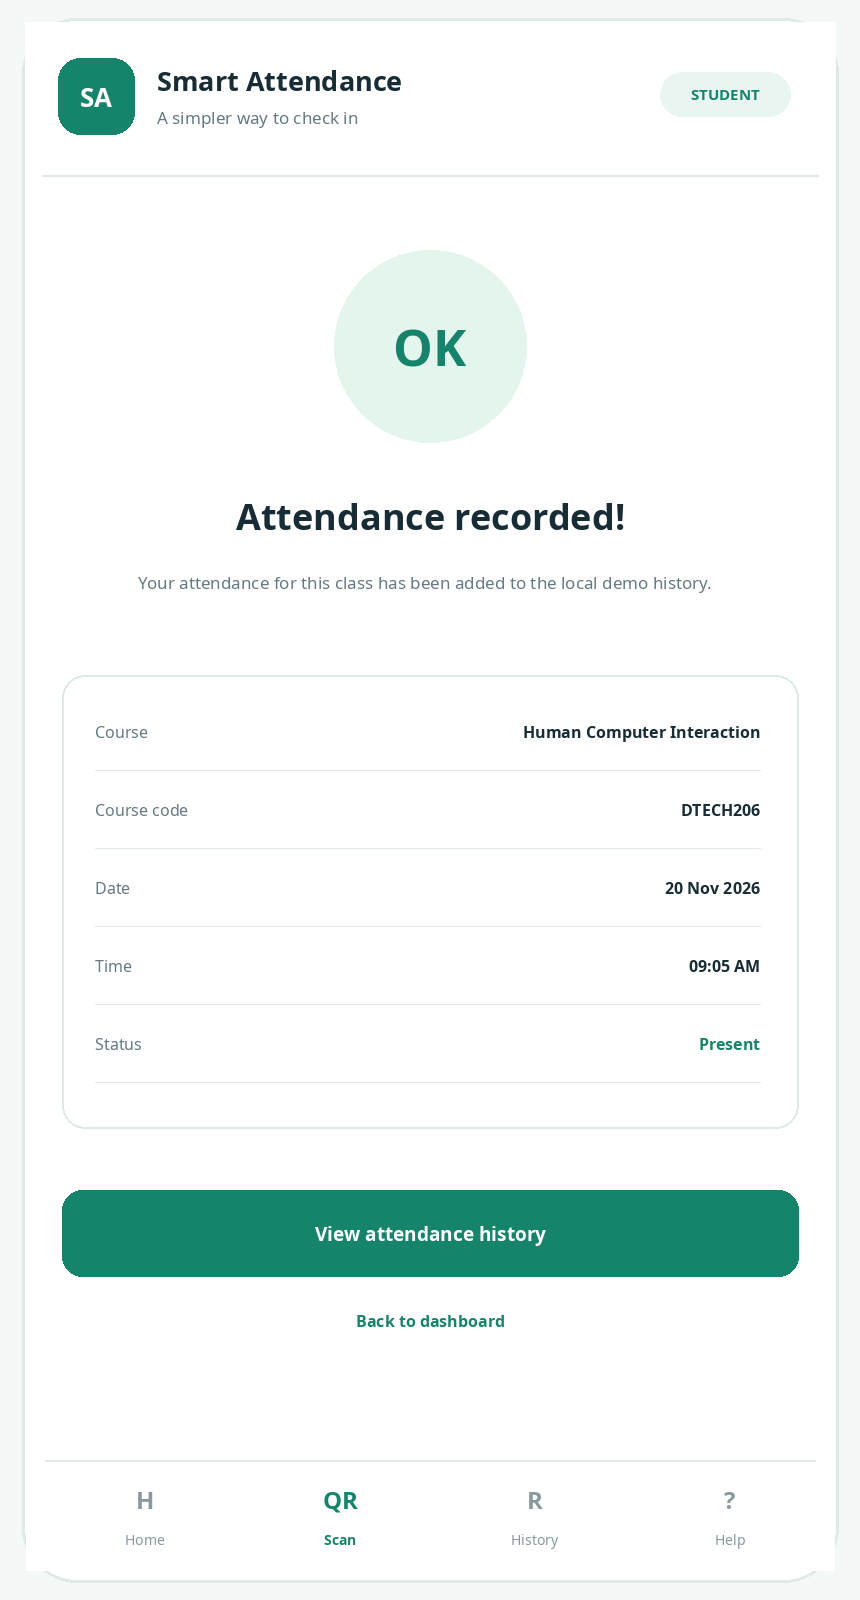 SA
Smart Attendance
A simpler way to check in
STUDENT
OK
Attendance recorded!
Your attendance for this class has been added to the local demo history.
Course Human Computer Interaction
Course code DTECH206
Date 20 Nov 2026
Time 09:05 AM
Status Present
View attendance history
Back to dashboard
H QR R ?
Home Scan History Help